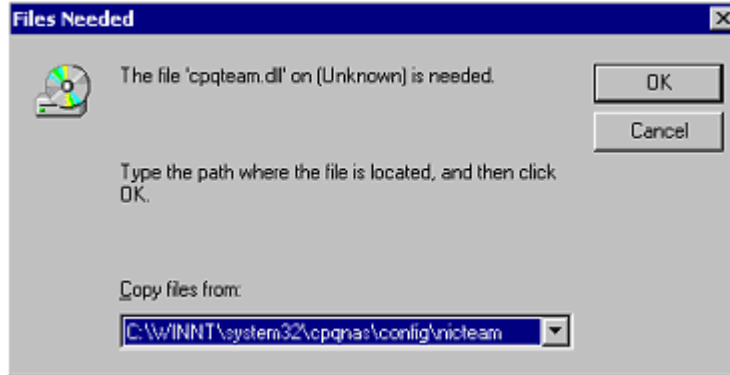 Files Needed
The file 'cpqteam.dll' on (Unknown) is needed.
OK
Cancel
Type the path where the file is located, and then click
OK.
Copy files from:
C:\WINNT\system32\cpqnas\config\nicteam